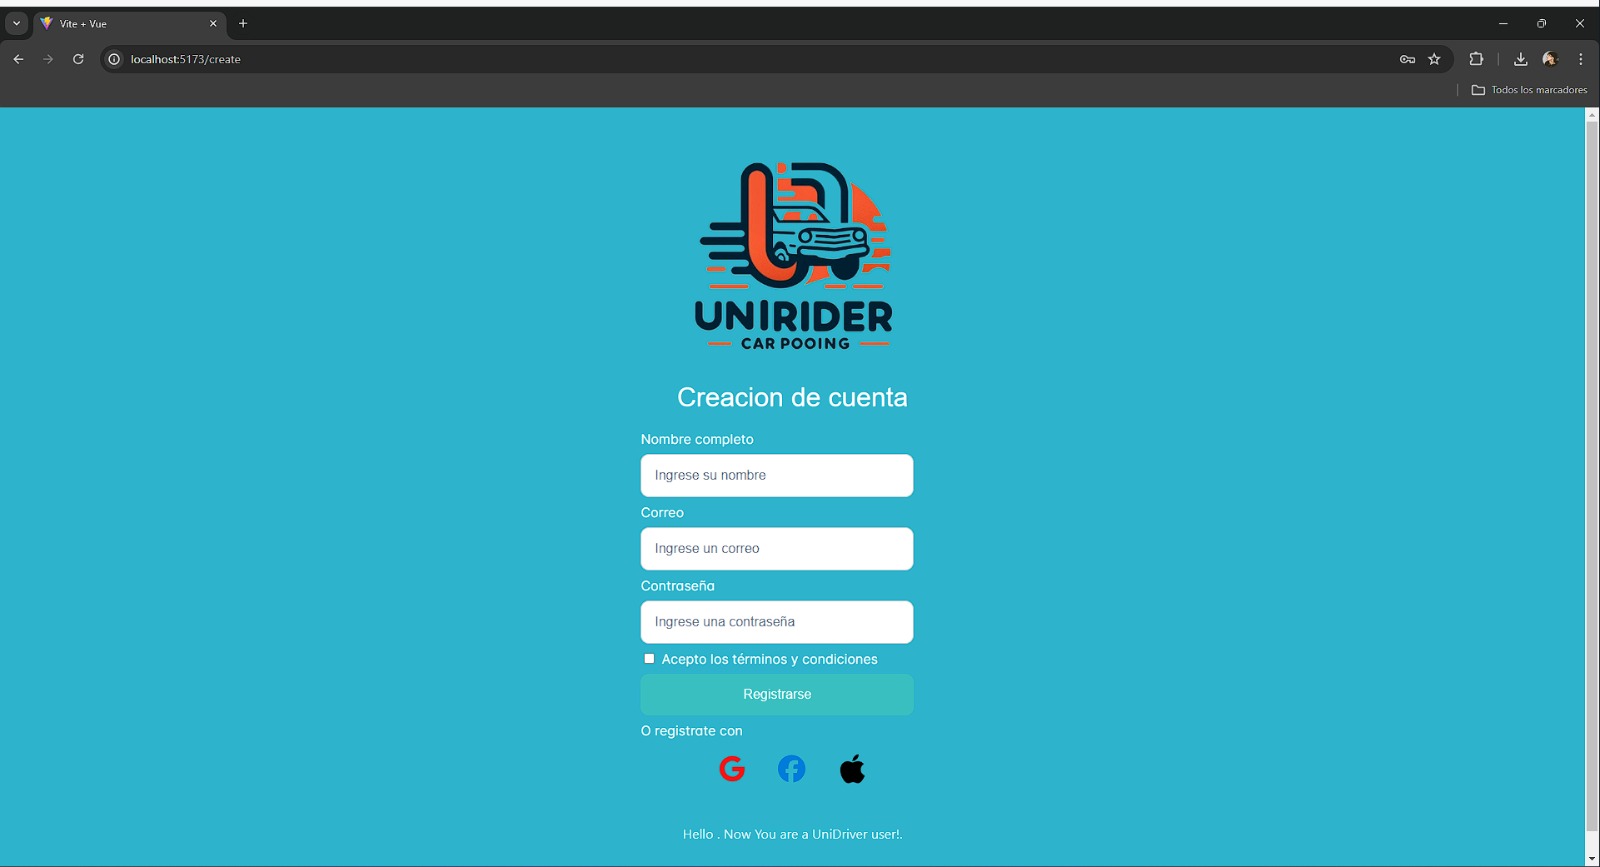 Vite + Vue
localhost:5173/create
Todos los marcadores
UNIRIDER
CAR POOING
Creacion de cuenta
Nombre completo
Ingrese su nombre
Correo
Ingrese un correo
Contraseña
Ingrese una contraseña
Acepto los términos y condiciones
Registrarse
O registrate con
Hello . Now You are a UniDriver user!.